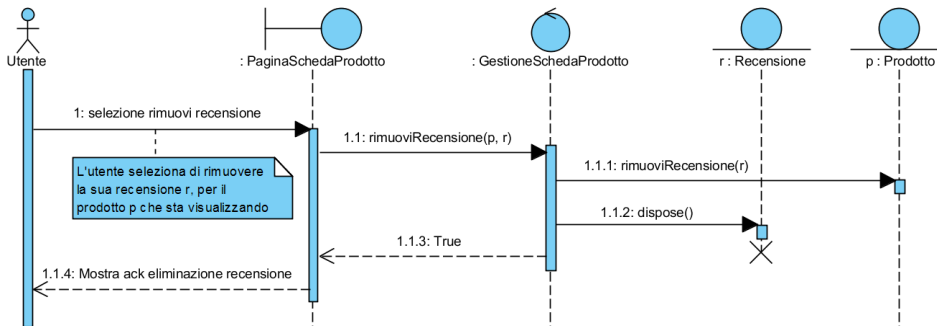 Utente
: PaginaSchedaProdotto
: GestioneSchedaProdotto
r : Recensione
p : Prodotto
1: selezione rimuovi recensione
1.1: rimuoviRecensione(p, r)
L'utente seleziona di rimuovere
la sua recensione r, per il
prodotto p che sta visualizzando
1.1.1: rimuoviRecensione(r)
1.1.2: dispose()
1.1.3: True
1.1.4: Mostra ack eliminazione recensione